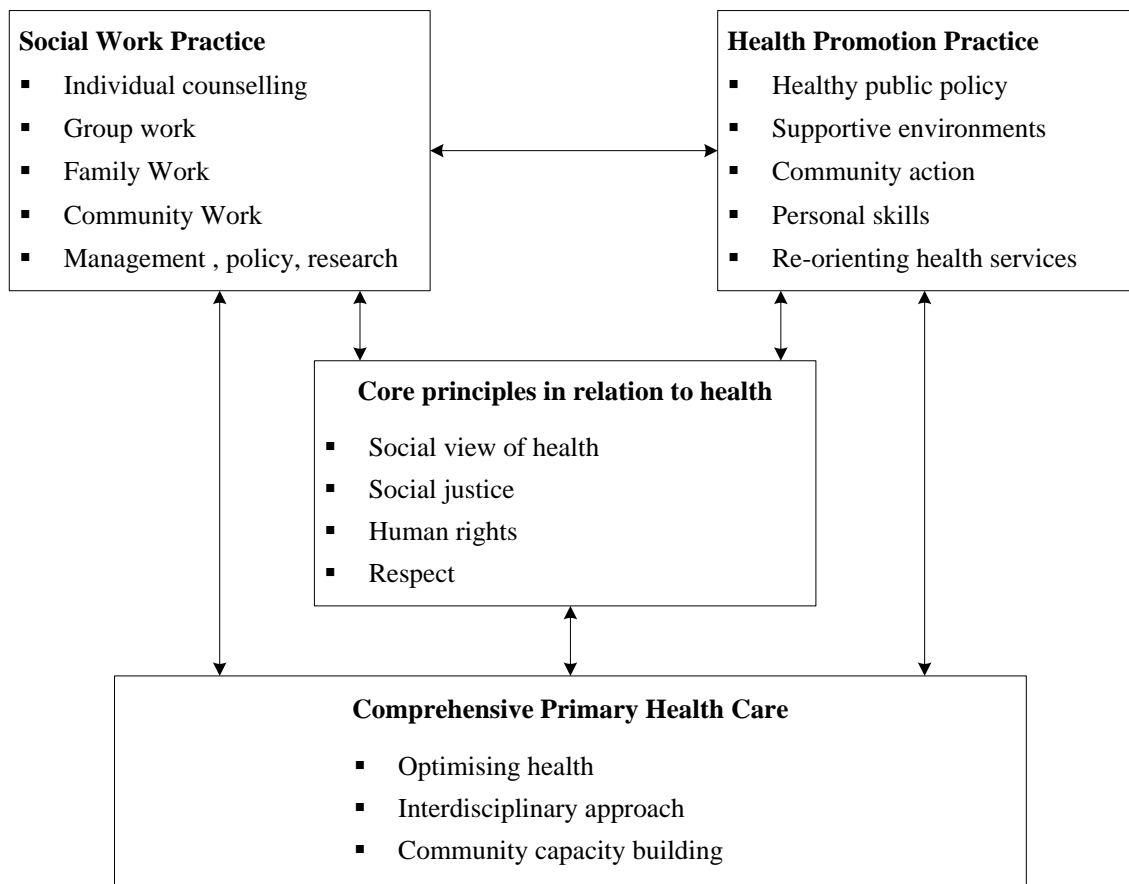 Social Work Practice
▪ Individual counselling
▪ Group work
▪ Family Work
▪ Community Work
▪ Management , policy, research
Health Promotion Practice
▪ Healthy public policy
▪ Supportive environments
▪ Community action
▪ Personal skills
▪ Re-orienting health services
Core principles in relation to health
▪ Social view of health
▪ Social justice
▪ Human rights
▪ Respect
Comprehensive Primary Health Care
▪ Optimising health
▪ Interdisciplinary approach
▪ Community capacity building